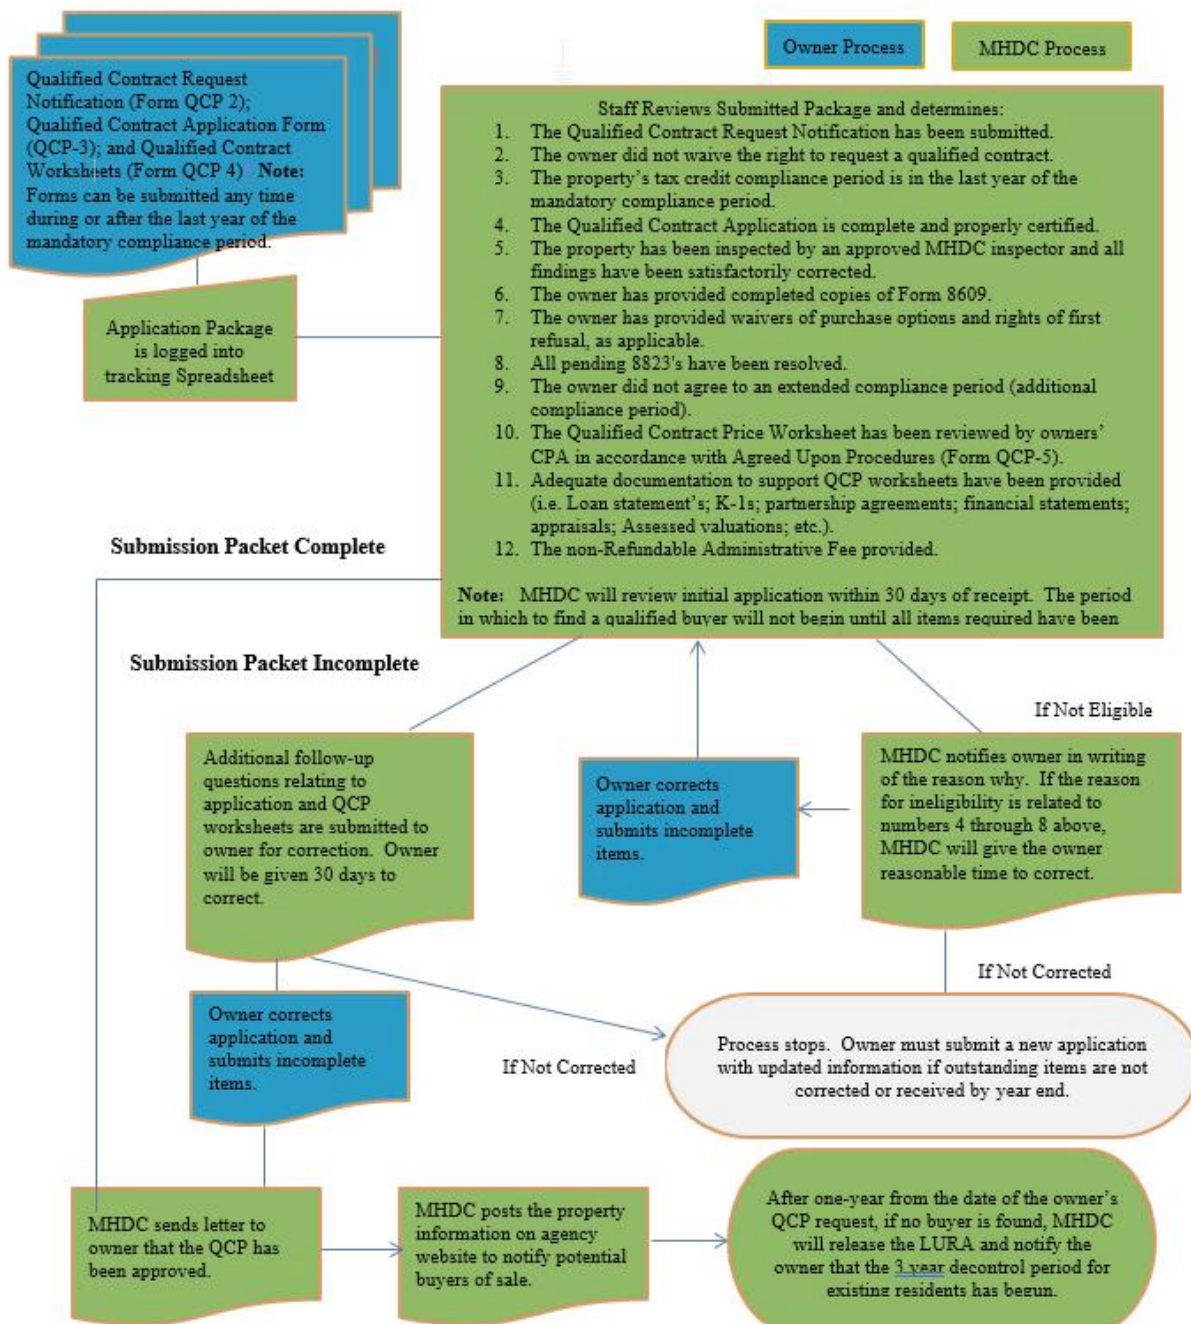 Owner Process
MHDC Process
Qualified Contract Request
Notification (Form QCP 2);
Qualified Contract Application Form
(QCP-3); and Qualified Contract
Worksheets (Form QCP 4) Note:
Forms can be submitted any time
during or after the last year of the
mandatory compliance period.
Application Package
is logged into
tracking Spreadsheet
Staff Reviews Submitted Package and determines:
1. The Qualified Contract Request Notification has been submitted.
2. The owner did not waive the right to request a qualified contract.
3. The property's tax credit compliance period is in the last year of the
mandatory compliance period.
4. The Qualified Contract Application is complete and properly certified.
5. The property has been inspected by an approved MHDC inspector and all
findings have been satisfactorily corrected.
6. The owner has provided completed copies of Form 8609.
7. The owner has provided waivers of purchase options and rights of first
refusal, as applicable.
8. All pending 8823's have been resolved.
9. The owner did not agree to an extended compliance period (additional
compliance period).
10. The Qualified Contract Price Worksheet has been reviewed by owners'
CPA in accordance with Agreed Upon Procedures (Form QCP-5).
11. Adequate documentation to support QCP worksheets have been provided
(i.e. Loan statement's; K-1s; partnership agreements; financial statements;
appraisals; Assessed valuations; etc.).
12. The non-Refundable Administrative Fee provided.
Note: MHDC will review initial application within 30 days of receipt. The period
in which to find a qualified buyer will not begin until all items required have been
Submission Packet Complete
Submission Packet Incomplete
If Not Eligible
Additional follow-up
questions relating to
application and QCP
worksheets are submitted to
owner for correction. Owner
will be given 30 days to
correct.
Owner corrects
application and
submits incomplete
items.
MHDC notifies owner in writing
of the reason why. If the reason
for ineligibility is related to
numbers 4 through 8 above,
MHDC will give the owner
reasonable time to correct.
If Not Corrected
Owner corrects
application and
submits incomplete
items.
If Not Corrected
Process stops. Owner must submit a new application
with updated information if outstanding items are not
corrected or received by year end.
MHDC sends letter to
owner that the QCP has
been approved.
MHDC posts the property
information on agency
website to notify potential
buyers of sale.
After one-year from the date of the owner's
QCP request, if no buyer is found, MHDC
will release the LURA and notify the
owner that the 3 year decontrol period for
existing residents has begun.